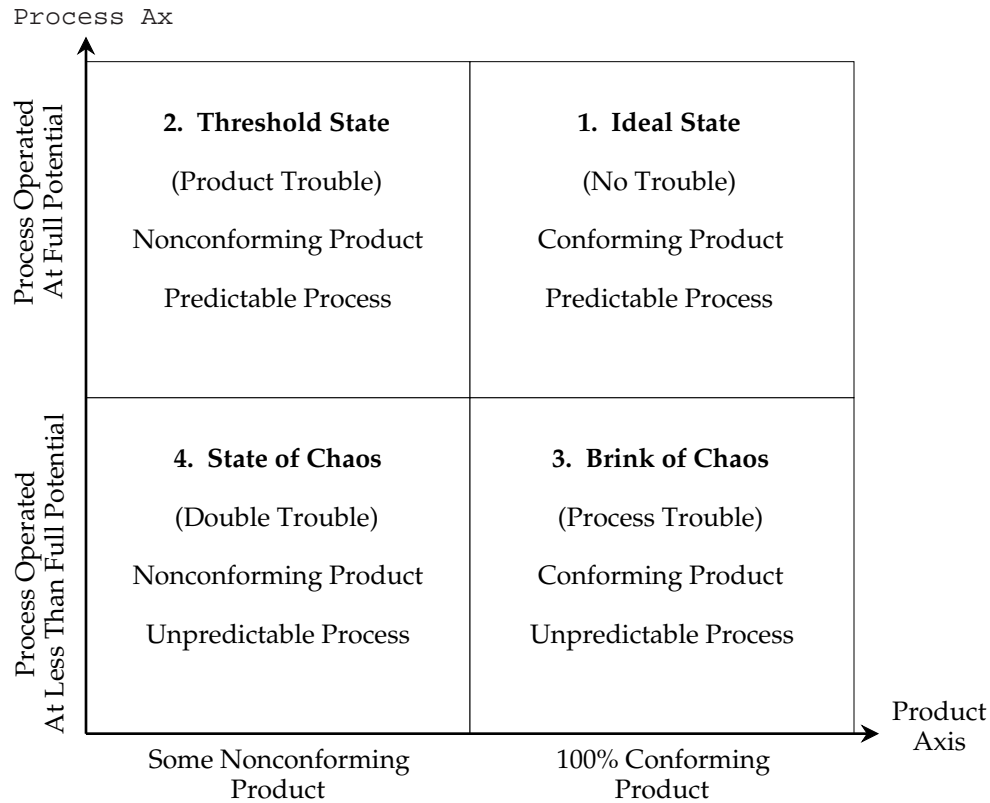 Process Ax
Process Operated
At Full Potential
2. Threshold State
(Product Trouble)
Nonconforming Product
Predictable Process
1. Ideal State
(No Trouble)
Conforming Product
Predictable Process
Process Operated
At Less Than Full Potential
4. State of Chaos
(Double Trouble)
Nonconforming Product
Unpredictable Process
3. Brink of Chaos
(Process Trouble)
Conforming Product
Unpredictable Process
Product
Axis
Some Nonconforming
Product
100% Conforming
Product